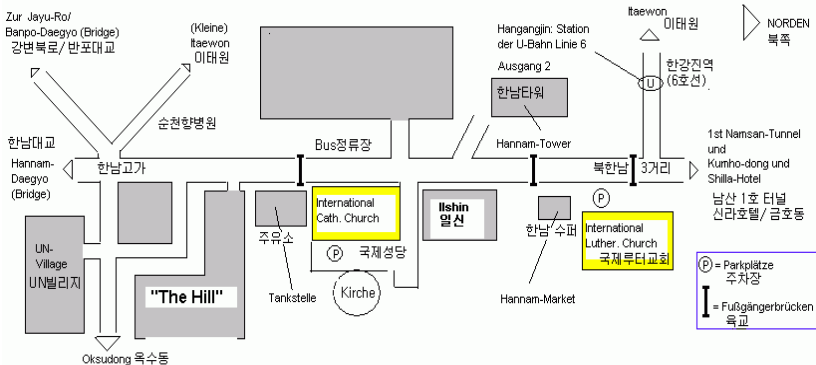 Zur Jayu-Ro/
Banpo-Daegyo (Bridge)
강변북로/ 반포대교
(Kleine)
Itaewon
이태원
순천향병원
Hangangjin: Station
der U-Bahn Linie 6
Ausgang 2
한남타워
Hannam-Tower
Itaewon
이태원
한강진역
(6호선)
U
NORDEN
북쪽
한남대교
Hannam-
Daegyo
(Bridge)
한남고가
Bus정류장
북한남
3거리
1st Namsan-Tunnel
und
Kumho-dong und
Shilla-Hotel
남산 1호 터널
신라호텔/ 금호동
UN-
Village
UN빌리지
"The Hill"
주유소
Tankstelle
International
Cath. Church
P
국제성당
Kirche
Ilshin
일신
한남 수퍼
Hannam-Market
P
International
Luther. Church
국제루터교회
P = Parkplätze
주차장
= Fußgängerbrücken
육교
Oksudong 옥수동